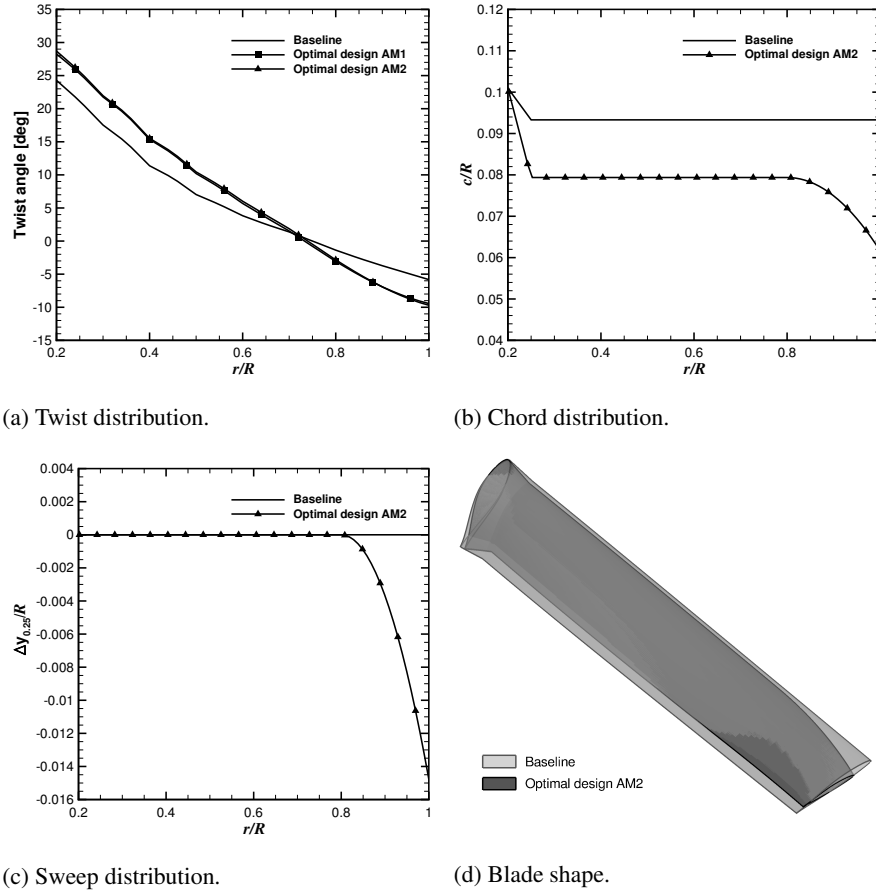 35
30
25
20
15
10
5
0
-5
-10
-15
Twist angle [deg]
0.2 0.4 0.6 0.8 1
r/R
Baseline
Optimal design AM1
Optimal design AM2
(a) Twist distribution.
0.12
0.11
0.1
0.09
0.08
0.07
0.06
0.05
0.04
c/R
0.2 0.4 0.6 0.8
r/R
Baseline
Optimal design AM2
(b) Chord distribution.
0.004
0.002
0
-0.002
-0.004
-0.006
-0.008
-0.01
-0.012
-0.014
-0.016
Δy0.25/R
0.2 0.4 0.6 0.8 1
r/R
Baseline
Optimal design AM2
(c) Sweep distribution.
Baseline
Optimal design AM2
(d) Blade shape.